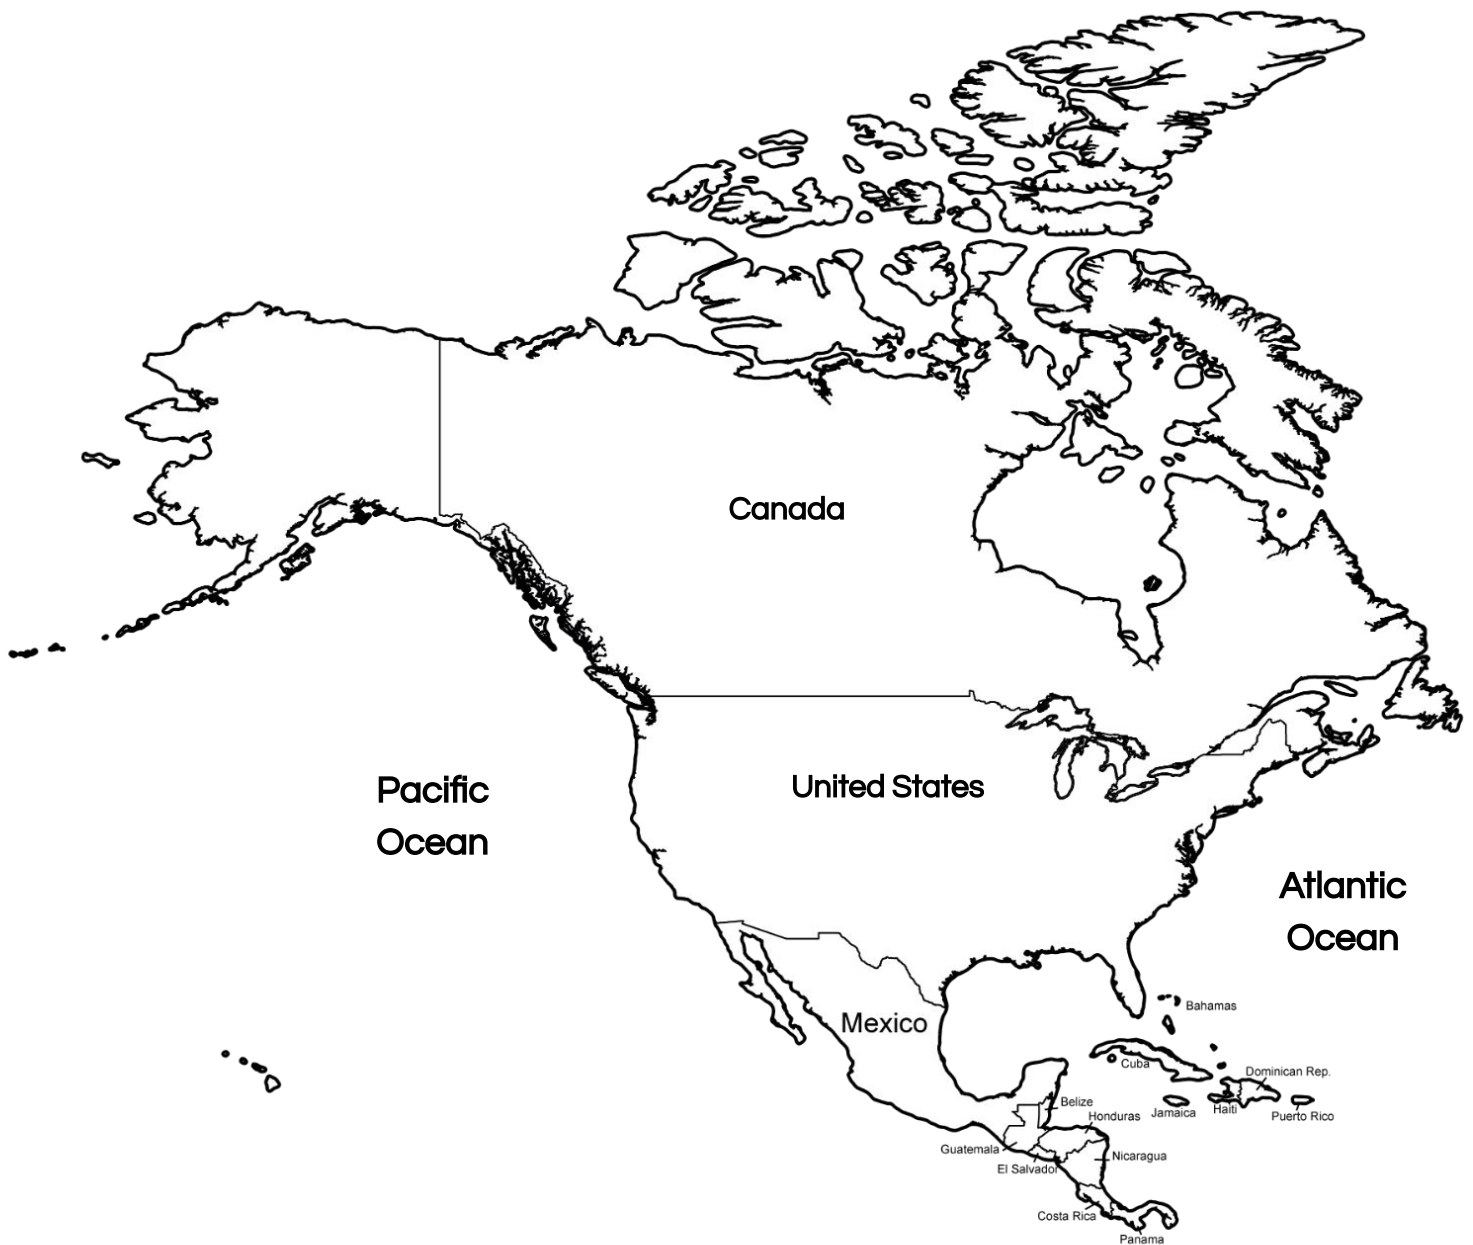 Canada
United States
Pacific
Ocean
Atlantic
Ocean
Mexico
Bahamas
Cuba
Dominican Rep.
Belize
Jamaica
Haiti
Puerto Rico
Honduras
Guatemala
Nicaragua
El Salvador
Costa Rica
Panama